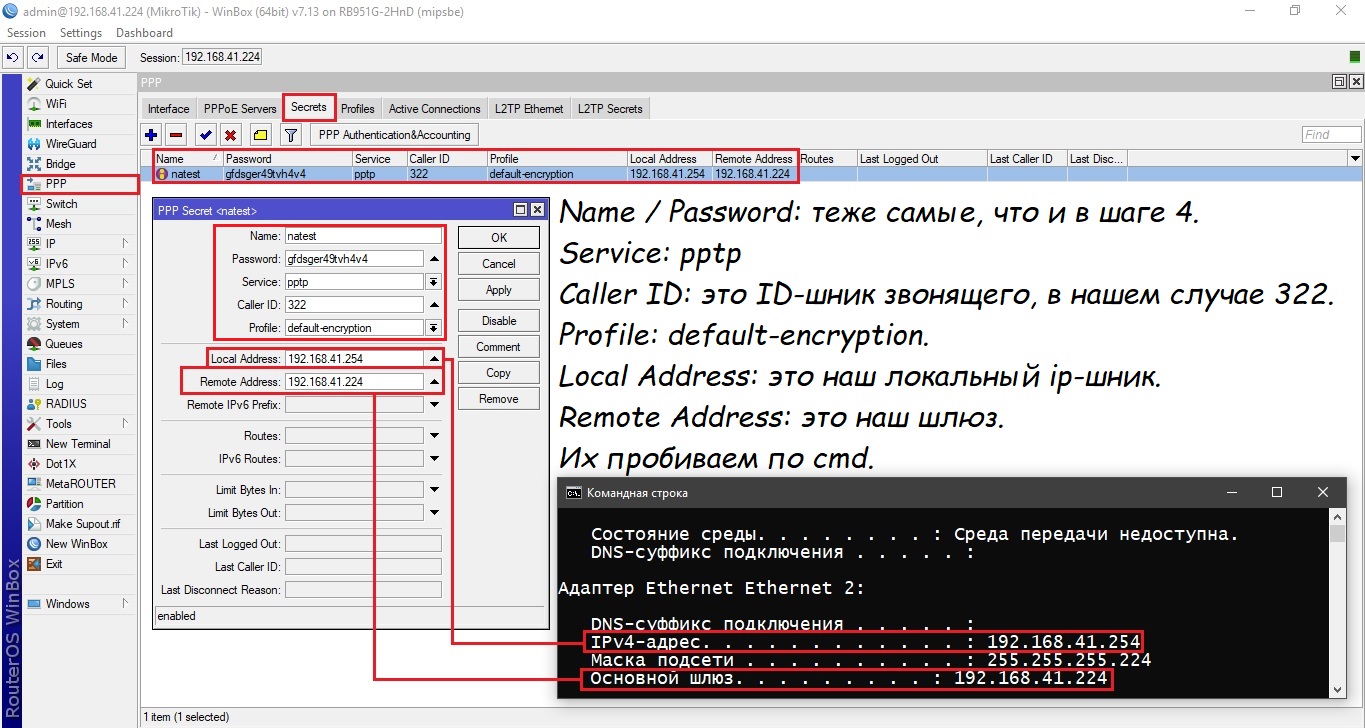 admin@192.168.41.224 (MikroTik) - WinBox (64bit) v7.13 on RB951G-2HnD (mipsbe)
Session Settings Dashboard
Safe Mode Session: 192.168.41.224
Quick Set
WiFi
Interfaces
WireGuard
Bridge
PPP
Switch
Mesh
IP
IPv6
MPLS
Routing
System
Queues
Files
Log
RADIUS
Tools
New Terminal
Dot1X
MetaROUTER
Partition
Make Supout.rif
New WinBox
Exit
Windows
RouterOS WinBox
PPP
Interface PPPoE Servers Secrets Profiles Active Connections L2TP Ethernet L2TP Secrets
PPP Authentication&Accounting Find
Name / Password Service Caller ID Profile Local Address Remote Address Routes Last Logged Out Last Caller ID Last Disc...
natest gfdsger49tvh4v4 pptp 322 default-encryption 192.168.41.254 192.168.41.224
PPP Secret <natest>
Name: natest
Password: gfdsger49tvh4v4
Service: pptp
Caller ID: 322
Profile: default-encryption
Local Address: 192.168.41.254
Remote Address: 192.168.41.224
Remote IPv6 Prefix:
Routes:
IPv6 Routes:
Limit Bytes In:
Limit Bytes Out:
Last Logged Out:
Last Caller ID:
Last Disconnect Reason:
enabled
OK
Cancel
Apply
Disable
Comment
Copy
Remove
Name / Password: теже самые, что и в шаге 4.
Service: pptp
Caller ID: это ID-шник звонящего, в нашем случае 322.
Profile: default-encryption.
Local Address: это наш локальный ip-шник.
Remote Address: это наш шлюз.
Их пробиваем по cmd.
Командная строка
Состояние среды. . . . . . . . : Среда передачи недоступна.
DNS-суффикс подключения . . . . . :
Адаптер Ethernet Ethernet 2:
DNS-суффикс подключения . . . . . :
IPv4-адрес. . . . . . . . . . . . : 192.168.41.254
Маска подсети . . . . . . . . . . : 255.255.255.224
Основной шлюз. . . . . . . . . : 192.168.41.224
1 item (1 selected)